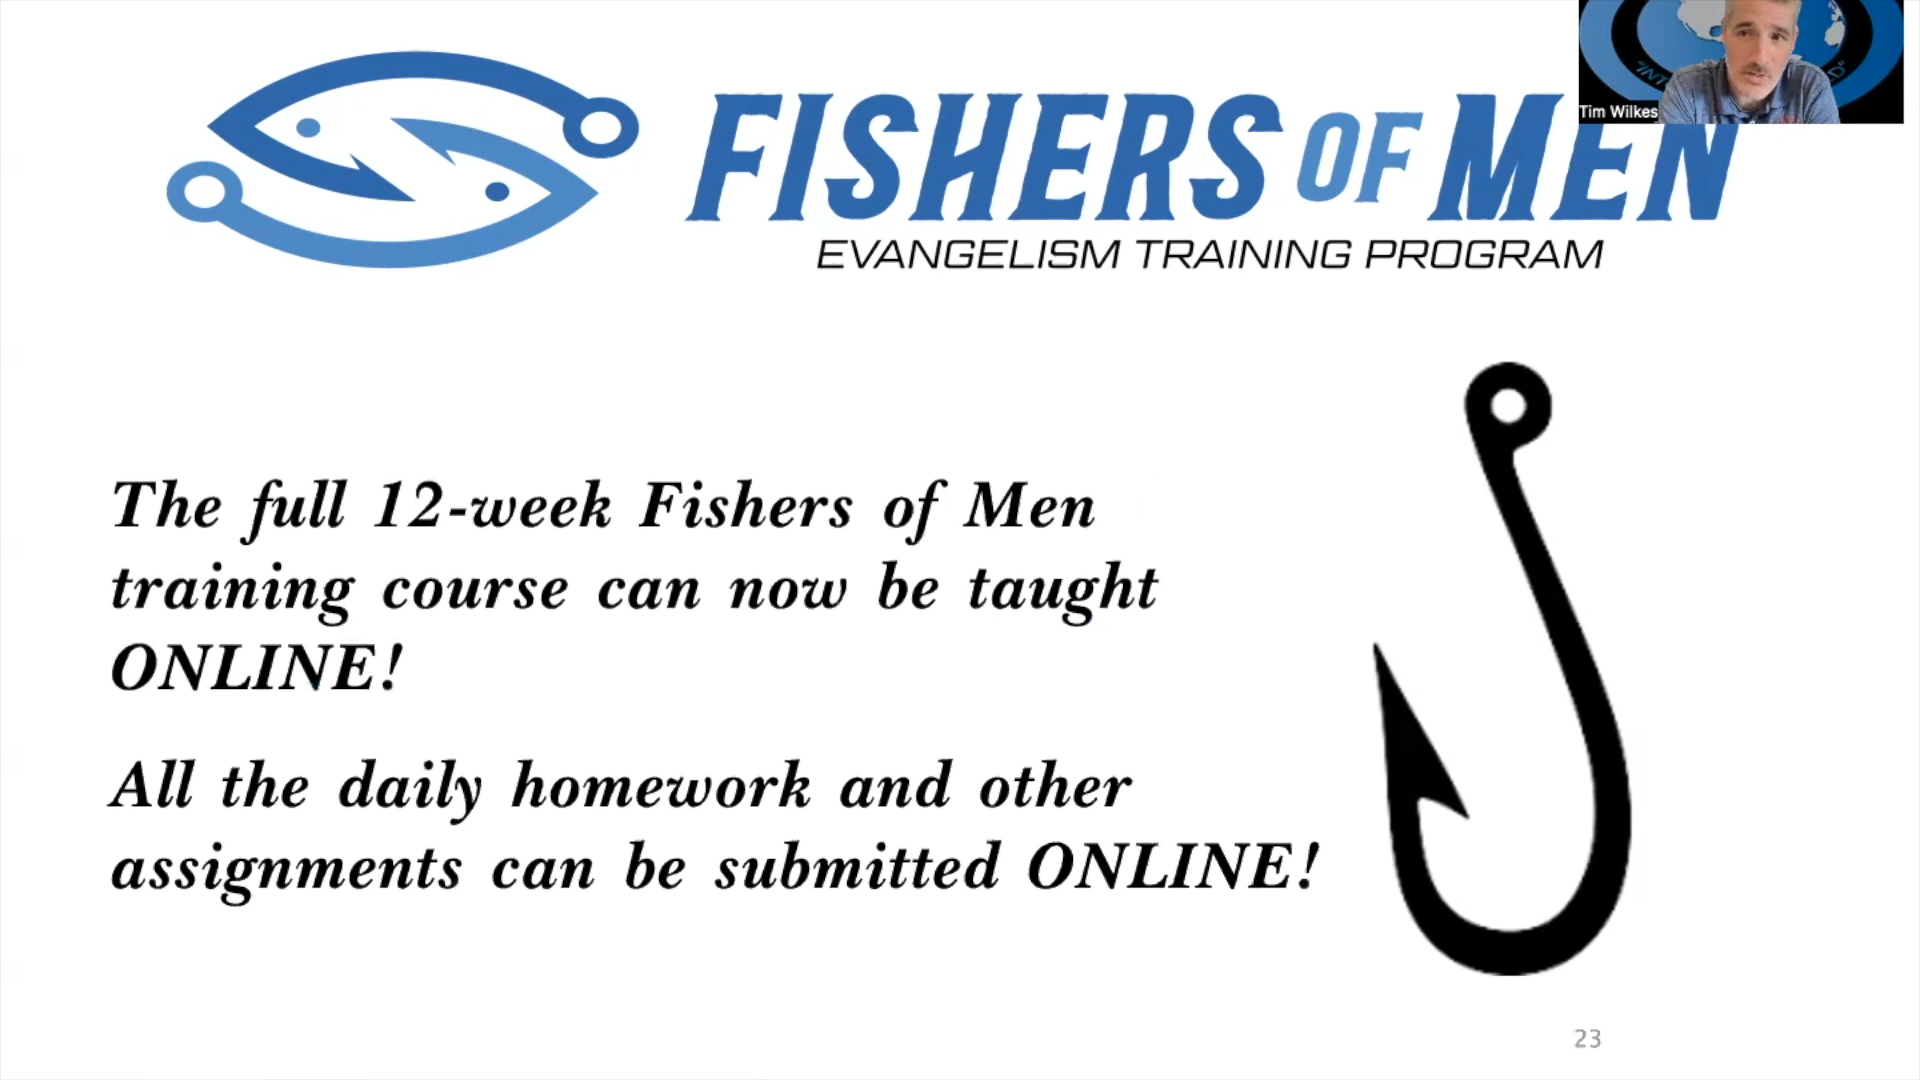 FISHERS OF MEN
EVANGELISM TRAINING PROGRAM
Tim Wilkes
The full 12-week Fishers of Men
training course can now be taught
ONLINE!
All the daily homework and other
assignments can be submitted ONLINE!
23